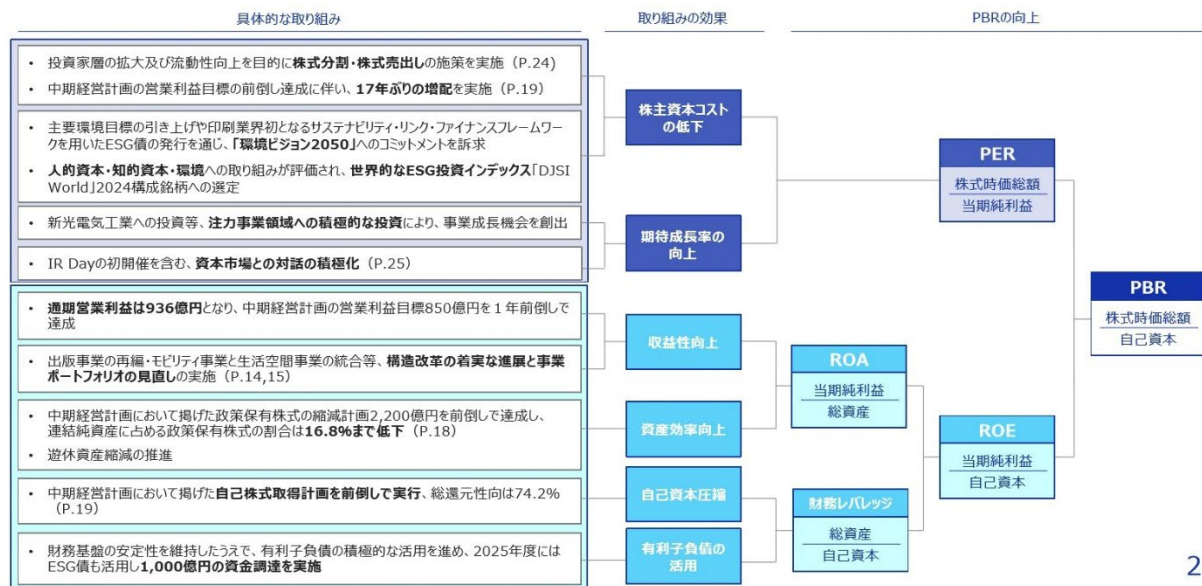 具体的な取り組み
取り組みの効果
PBRの向上
• 投資家層の拡大及び流動性向上を目的に株式分割・株式売出しの施策を実施（P.24）
• 中期経営計画の営業利益目標の前倒し達成に伴い、17年ぶりの増配を実施（P.19）
• 主要環境目標の引き上げや印刷業界初となるサステナビリティ・リンク・ファイナンスフレームワー
クを用いたESG債の発行を通じ、「環境ビジョン2050」へのコミットメントを訴求
• 人的資本・知的資本・環境への取り組みが評価され、世界的なESG投資インデックス「DJSI
World」2024構成銘柄への選定
• 新光電気工業への投資等、注力事業領域への積極的な投資により、事業成長機会を創出
• IR Dayの初開催を含む、資本市場との対話の積極化（P.25）
• 通期営業利益は936億円となり、中期経営計画の営業利益目標850億円を１年前倒しで
達成
• 出版事業の再編・モビリティ事業と生活空間事業の統合等、構造改革の着実な進展と事業
ポートフォリオの見直しの実施（P.14,15）
• 中期経営計画において掲げた政策保有株式の縮減計画2,200億円を前倒しで達成し、
連結純資産に占める政策保有株式の割合は16.8%まで低下（P.18）
• 遊休資産縮減の推進
• 中期経営計画において掲げた自己株式取得計画を前倒しで実行、総還元性向は74.2%
（P.19）
• 財務基盤の安定性を維持したうえで、有利子負債の積極的な活用を進め、2025年度には
ESG債も活用し1,000億円の資金調達を実施
株主資本コスト
の低下
期待成長率の
向上
収益性向上
資産効率向上
自己資本圧縮
有利子負債の
活用
ROA
当期純利益
総資産
財務レバレッジ
総資産
自己資本
PER
株式時価総額
当期純利益
ROE
当期純利益
自己資本
PBR
株式時価総額
自己資本
2